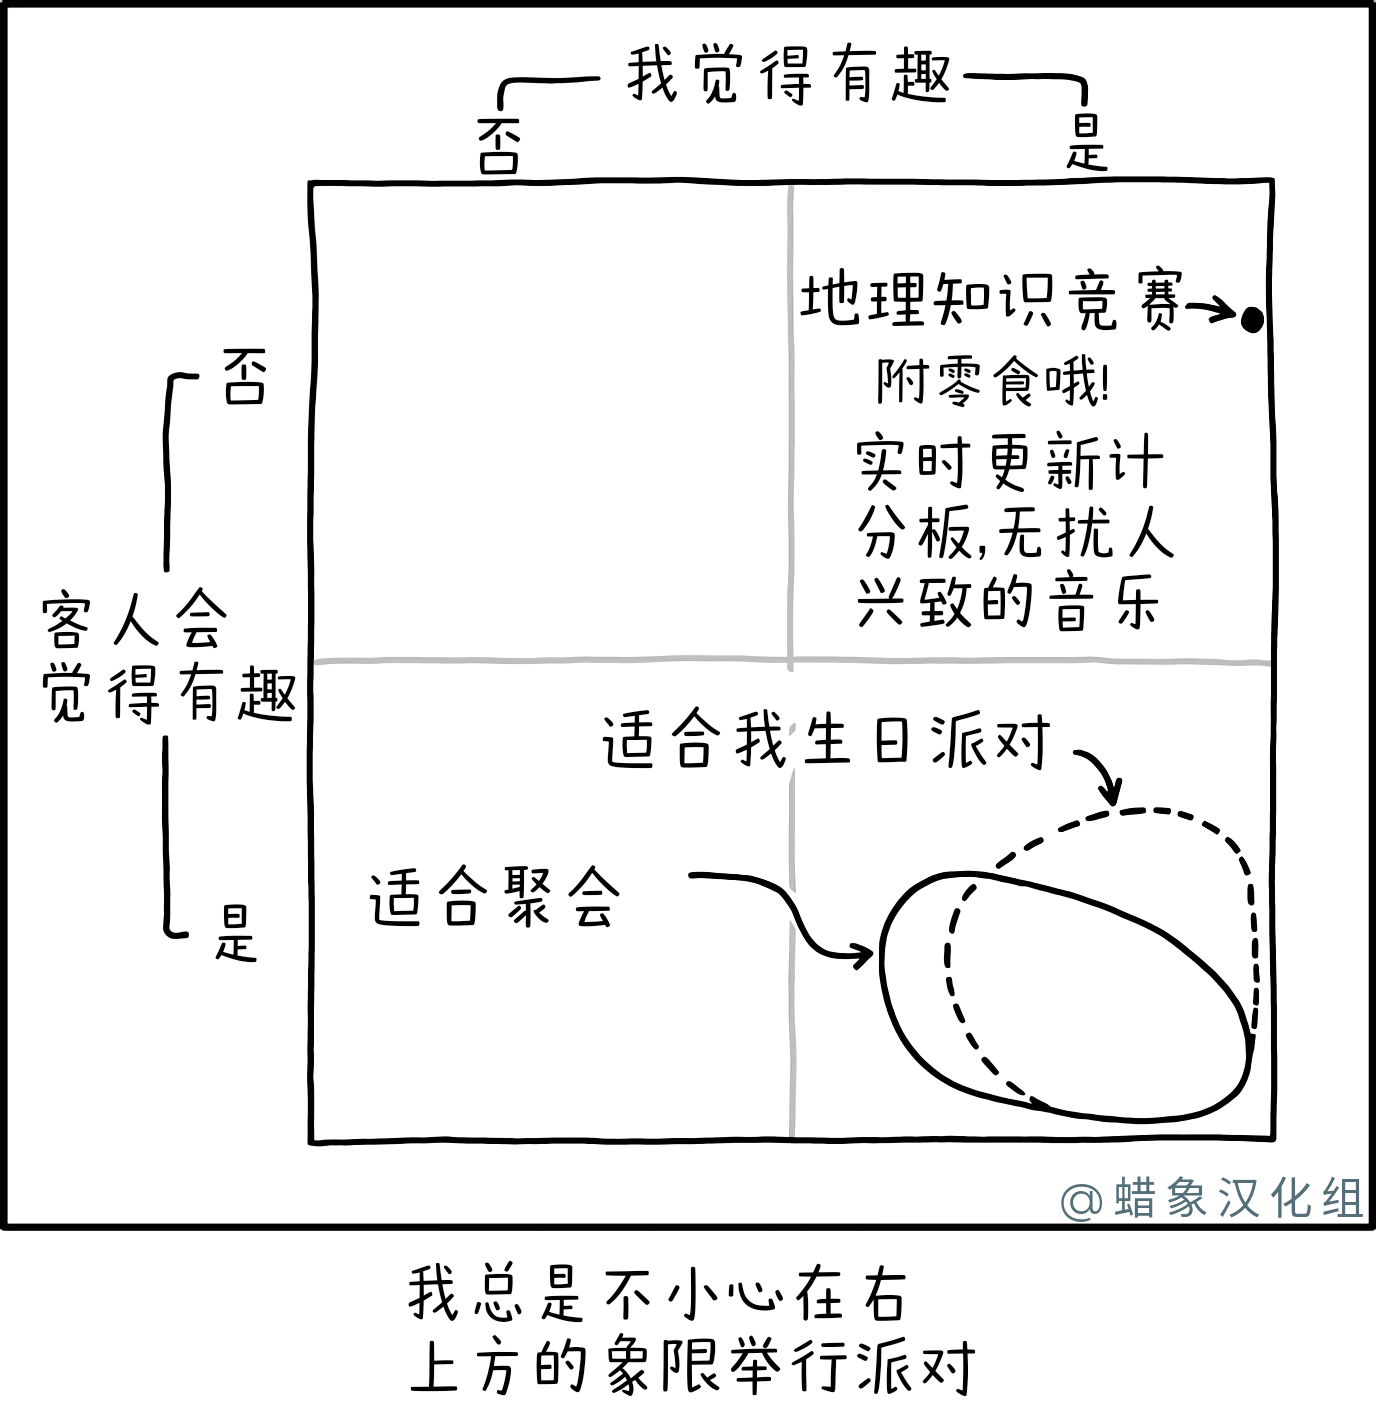 我觉得有趣
否
是
地理知识竞赛
附零食哦!
实时更新计
分板,无扰人
兴致的音乐
否
客人会
觉得有趣
是
适合我生日派对
适合聚会
@蜡象汉化组
我总是不小心在右
上方的象限举行派对